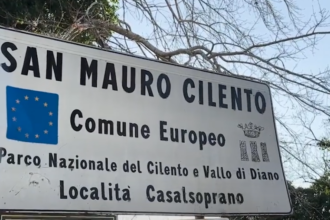 SAN MAURO CILENTO
Comune Europeo
Parco Nazionale del Cilento e Vallo di Diano
Località Casalsoprano